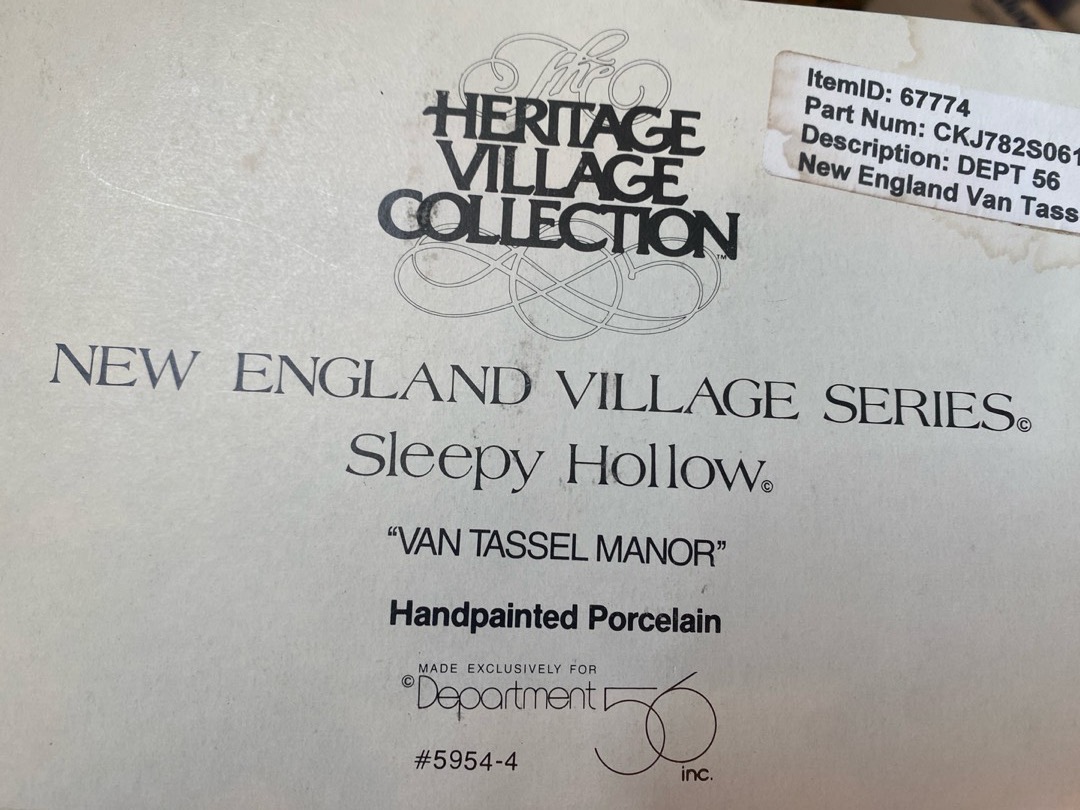 The
HERITAGE
VILLAGE
COLLECTION™
ItemID: 67774
Part Num: CKJ782S061
Description: DEPT 56
New England Van Tass
NEW ENGLAND VILLAGE SERIES©
Sleepy Hollow©
“VAN TASSEL MANOR”
Handpainted Porcelain
MADE EXCLUSIVELY FOR
©Department 56
inc.
#5954-4